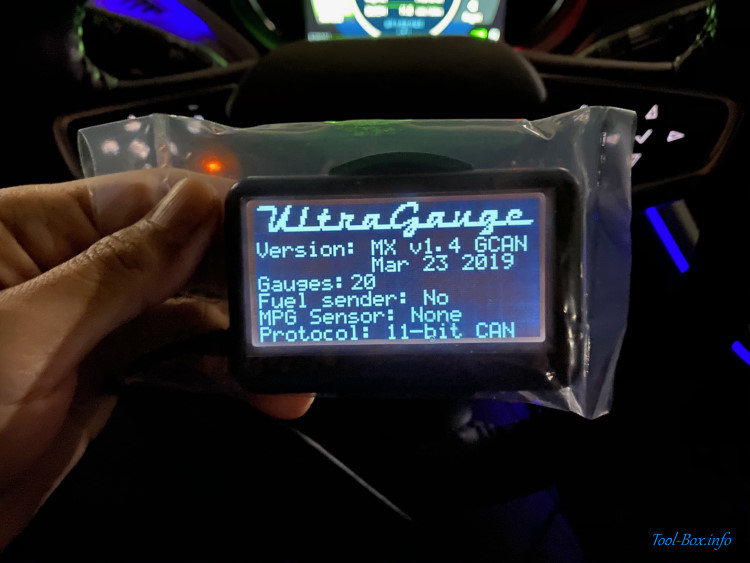 UltraGauge
Version: MX v1.4 GCAN
Mar 23 2019
Gauges: 20
Fuel sender: No
MPG Sensor: None
Protocol: 11-bit CAN
Tool-Box.info